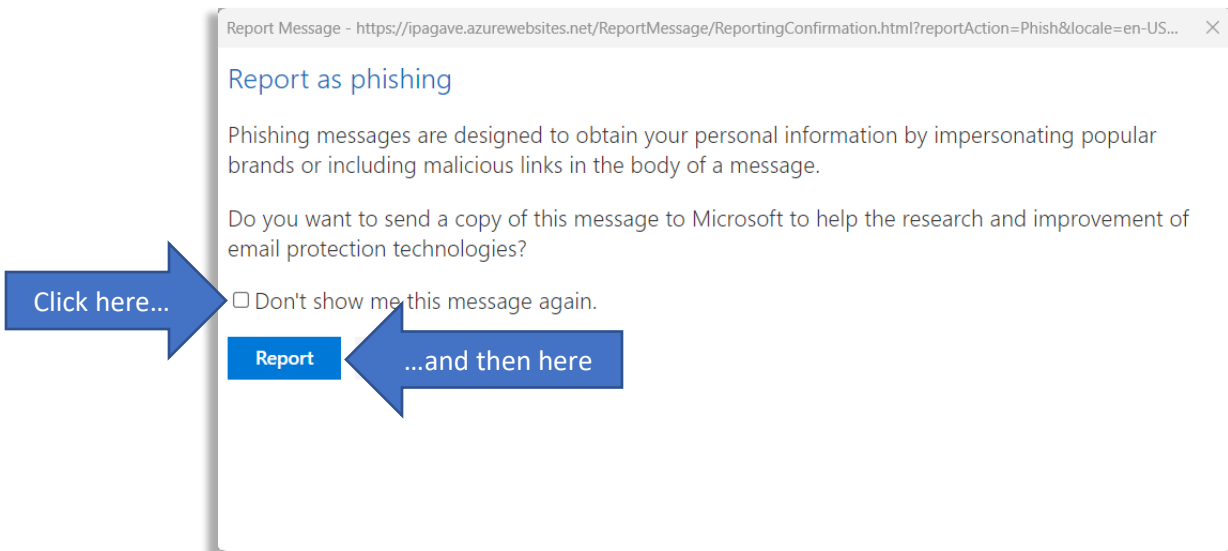 Report Message - https://ipagave.azurewebsites.net/ReportMessage/ReportingConfirmation.html?reportAction=Phish&locale=en-US...
Report as phishing
Phishing messages are designed to obtain your personal information by impersonating popular
brands or including malicious links in the body of a message.
Do you want to send a copy of this message to Microsoft to help the research and improvement of
email protection technologies?
Click here...
Don't show me this message again.
Report
...and then here